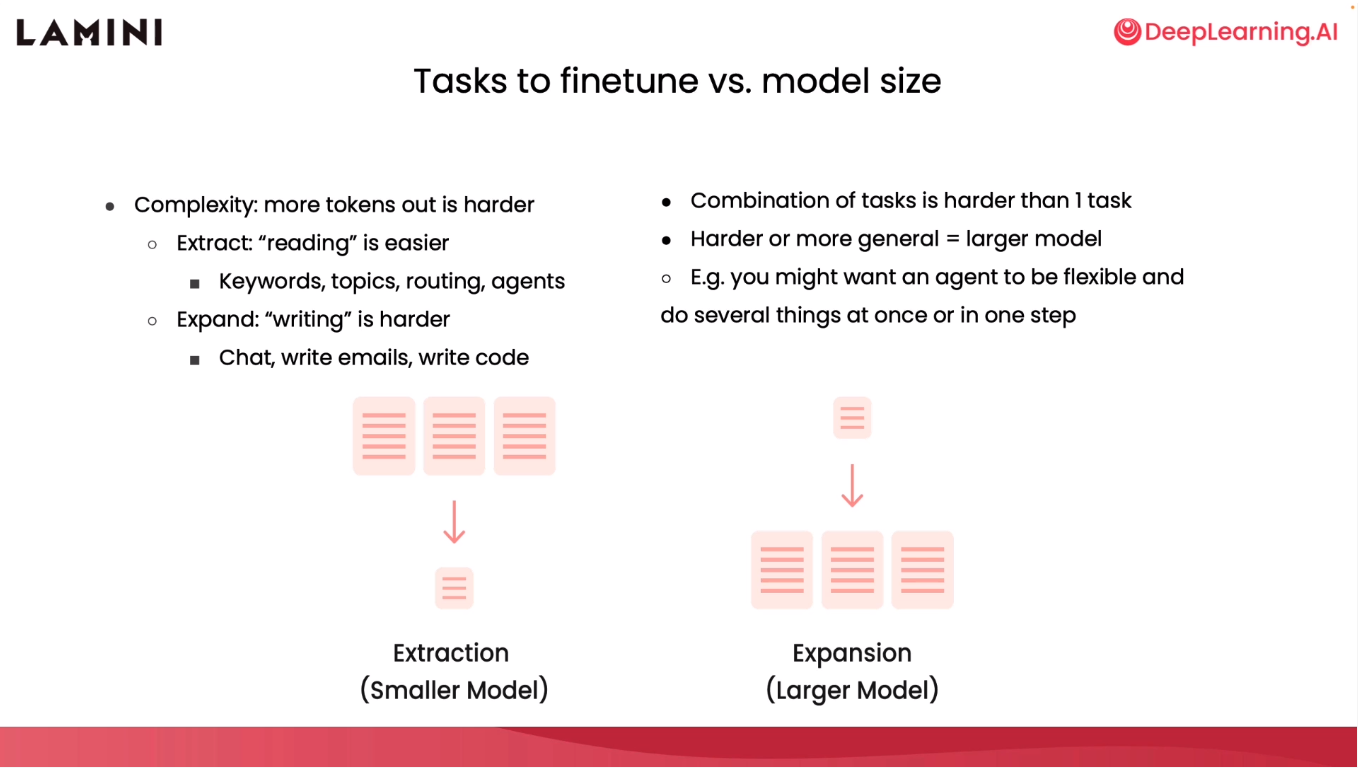 LAMINI
DeepLearning.AI
Tasks to finetune vs. model size
● Complexity: more tokens out is harder
○ Extract: “reading” is easier
■ Keywords, topics, routing, agents
○ Expand: “writing” is harder
■ Chat, write emails, write code
● Combination of tasks is harder than 1 task
● Harder or more general = larger model
○ E.g. you might want an agent to be flexible and
do several things at once or in one step
Extraction
(Smaller Model)
Expansion
(Larger Model)